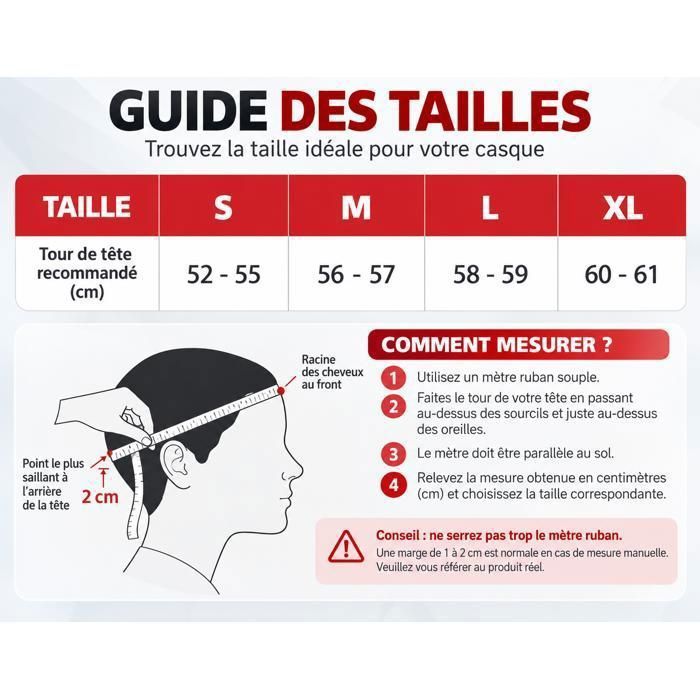 GUIDE DES TAILLES
Trouvez la taille idéale pour votre casque
TAILLE S M L XL
Tour de tête
recommandé
(cm)
52 - 55 56 - 57 58 - 59 60 - 61
Racine
des cheveux
au front
Point le plus
saillant à
l'arrière
de la tête
2 cm
COMMENT MESURER ?
1 Utilisez un mètre ruban souple.
2 Faites le tour de votre tête en passant
au-dessus des sourcils et juste au-dessus
des oreilles.
3 Le mètre doit être parallèle au sol.
4 Relevez la mesure obtenue en centimètres
(cm) et choisissez la taille correspondante.
Conseil : ne serrez pas trop le mètre ruban.
Une marge de 1 à 2 cm est normale en cas de mesure manuelle.
Veuillez vous référer au produit réel.